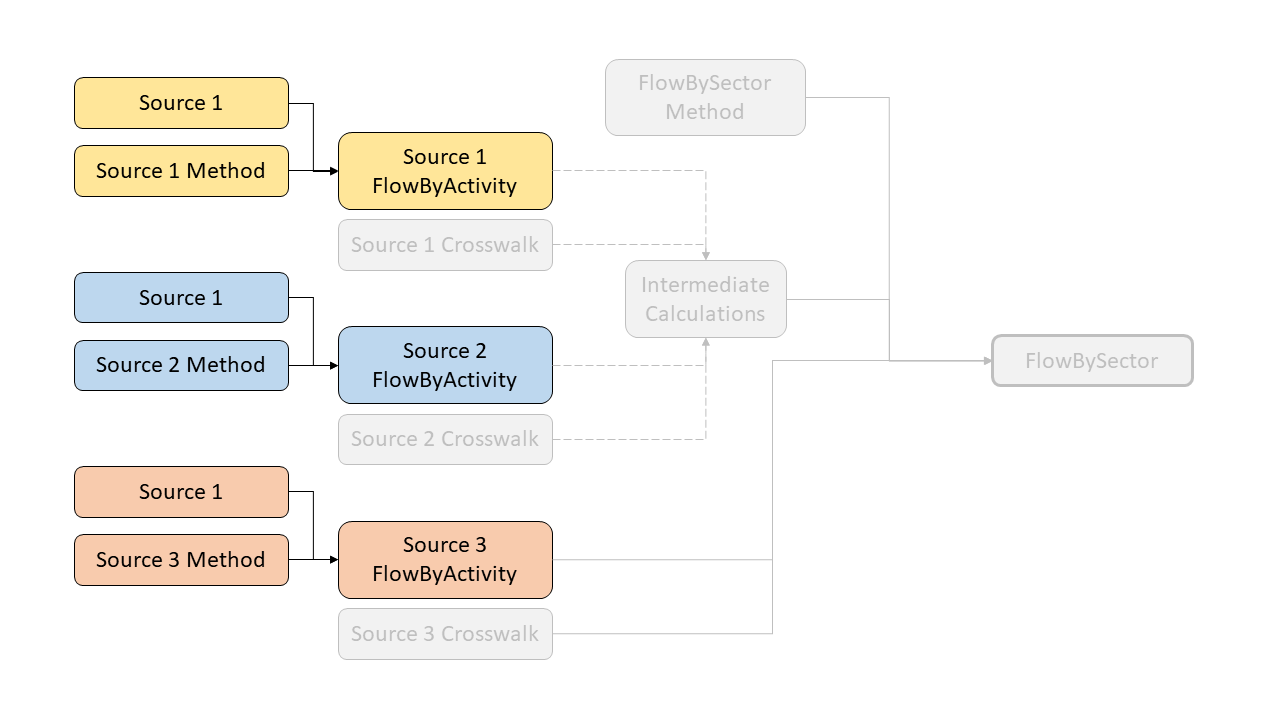 Source 1
Source 1 Method
Source 1
FlowByActivity
Source 1 Crosswalk
Source 1
Source 2 Method
Source 2
FlowByActivity
Source 2 Crosswalk
Source 1
Source 3 Method
Source 3
FlowByActivity
Source 3 Crosswalk
FlowBySector
Method
Intermediate
Calculations
FlowBySector